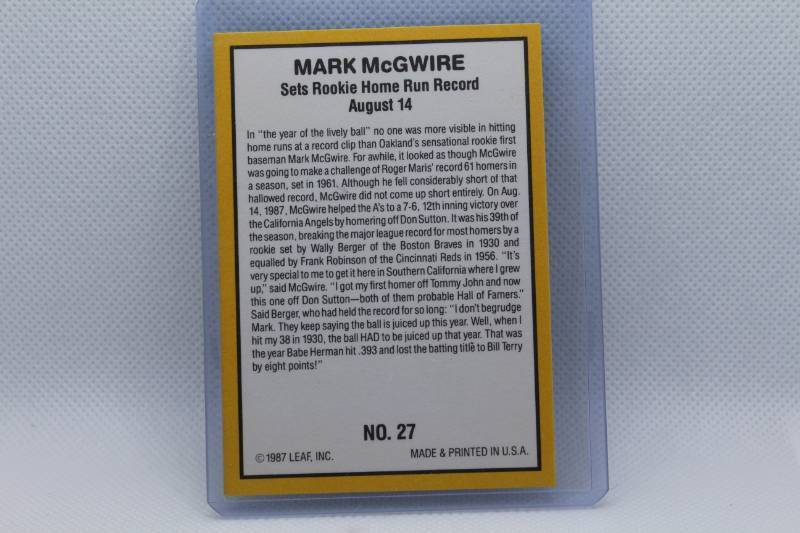 MARK McGWIRE
Sets Rookie Home Run Record
August 14
In "the year of the lively ball" no one was more visible in hitting
home runs at a record clip than Oakland's sensational rookie first
baseman Mark McGwire. For awhile, it looked as though McGwire
was going to make a challenge of Roger Maris' record 61 homers in
a season, set in 1961. Although he fell considerably short of that
hallowed record, McGwire did not come up short entirely. On Aug.
14, 1987, McGwire helped the A's to a 7-6, 12th inning victory over
the California Angels by homering off Don Sutton. It was his 39th of
the season, breaking the major league record for most homers by a
rookie set by Wally Berger of the Boston Braves in 1930 and
equalled by Frank Robinson of the Cincinnati Reds in 1956. "It's
very special to me to get it here in Southern California where I grew
up," said McGwire. "I got my first homer off Tommy John and now
this one off Don Sutton—both of them probable Hall of Famers."
Said Berger, who had held the record for so long: "I don't begrudge
Mark. They keep saying the ball is juiced up this year. Well, when I
hit my 38 in 1930, the ball HAD to be juiced up that year. That was
the year Babe Herman hit .393 and lost the batting title to Bill Terry
by eight points!"
NO. 27
© 1987 LEAF, INC. MADE & PRINTED IN U.S.A.